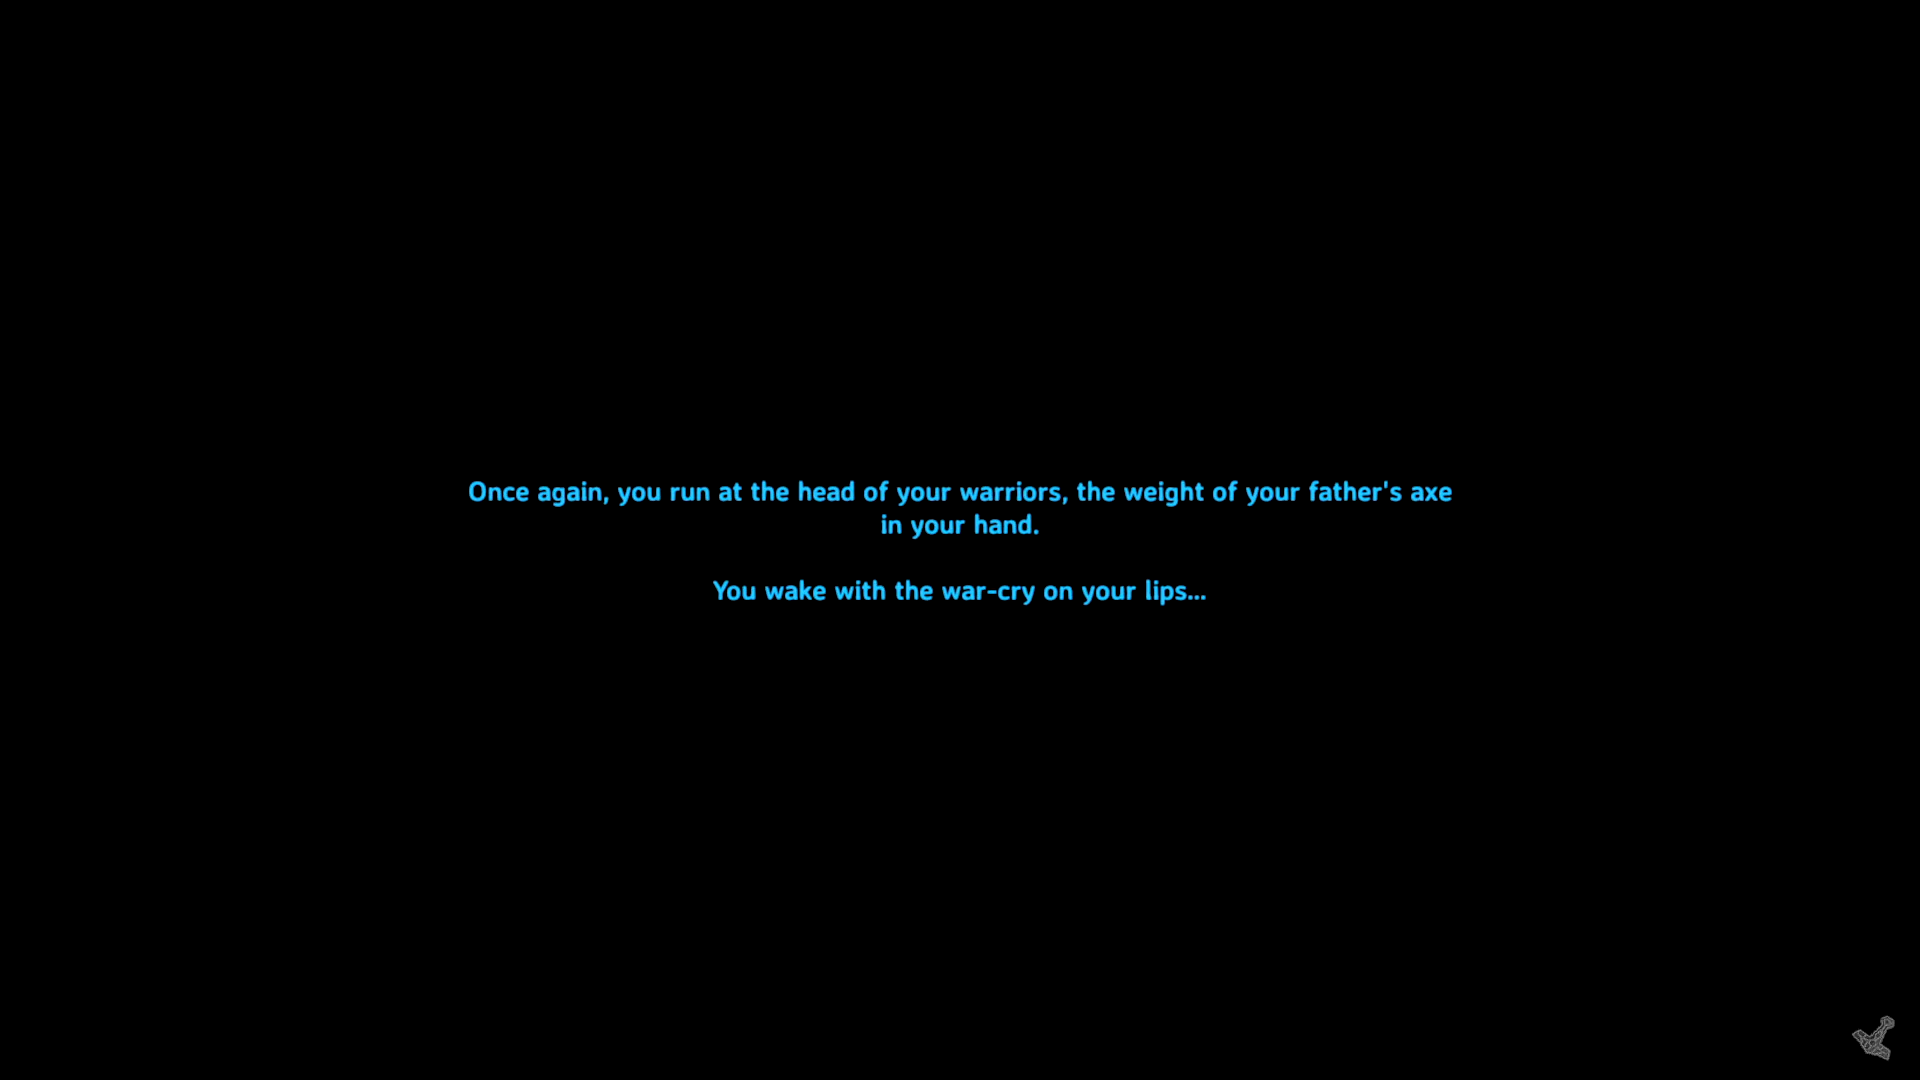 Once again, you run at the head of your warriors, the weight of your father's axe
in your hand.
You wake with the war-cry on your lips...